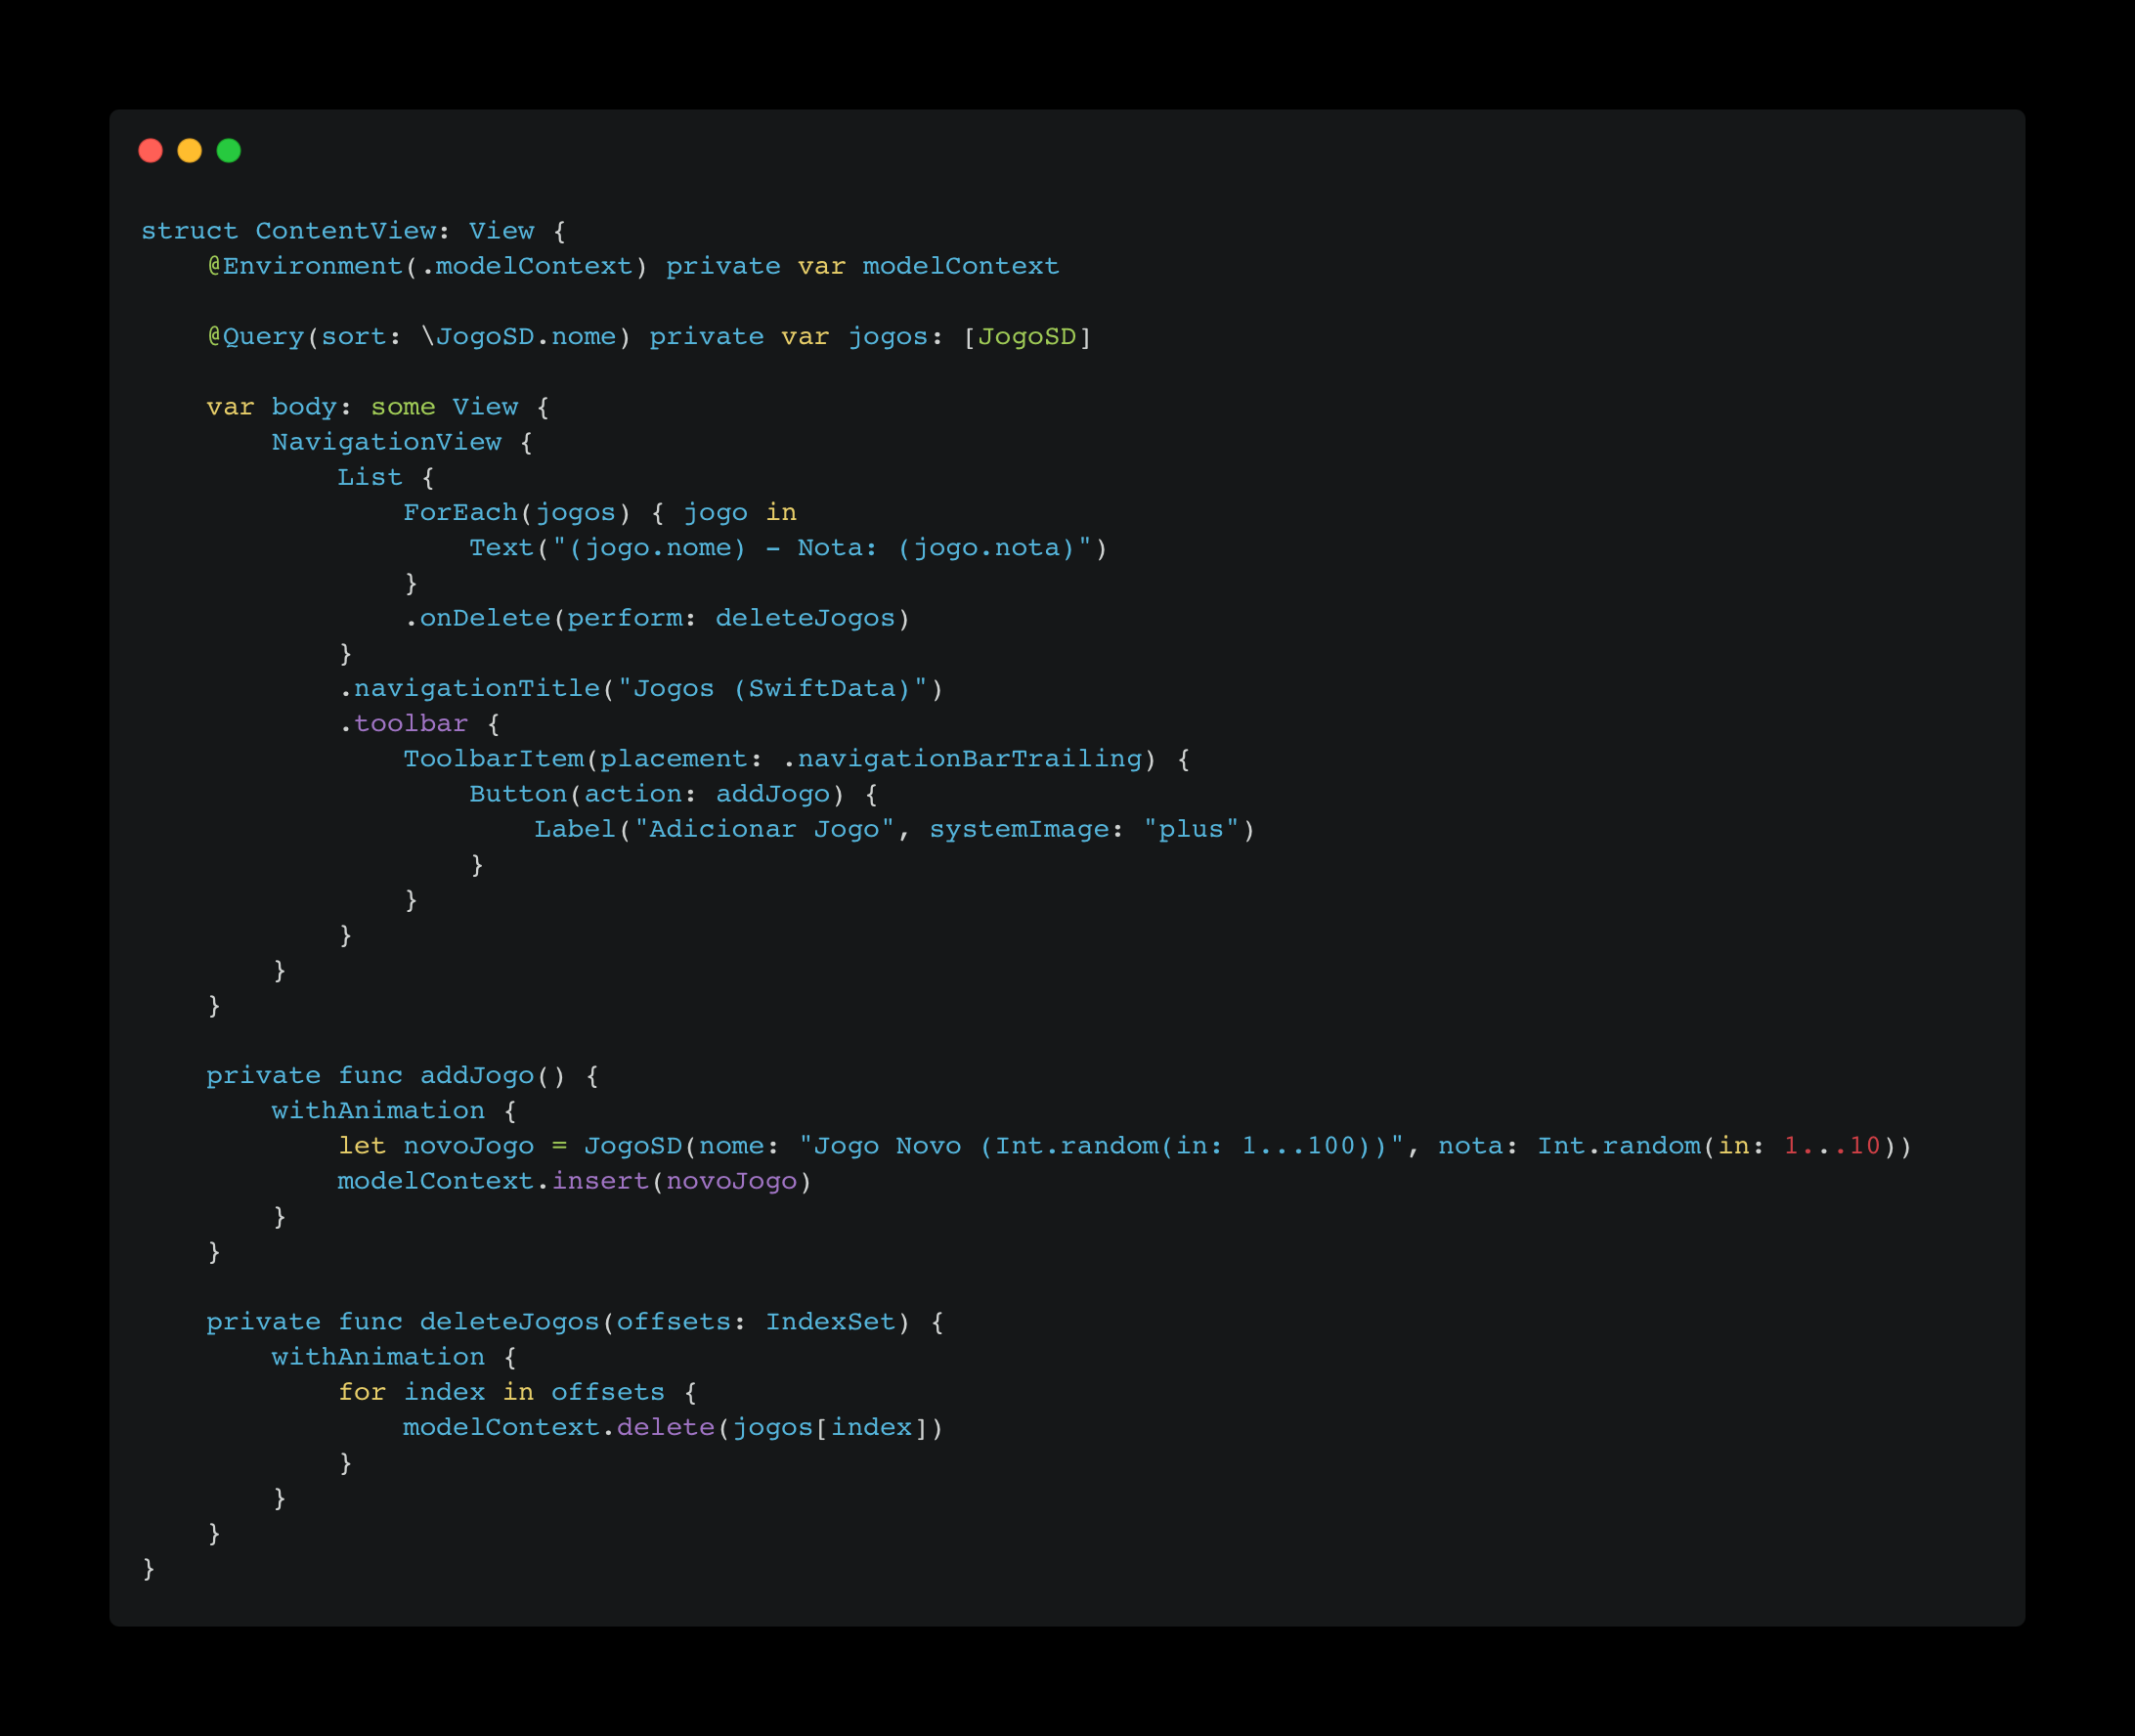 struct ContentView: View {
    @Environment(.modelContext) private var modelContext

    @Query(sort: \JogoSD.nome) private var jogos: [JogoSD]

    var body: some View {
        NavigationView {
            List {
                ForEach(jogos) { jogo in
                    Text("(jogo.nome) - Nota: (jogo.nota)")
                }
                .onDelete(perform: deleteJogos)
            }
            .navigationTitle("Jogos (SwiftData)")
            .toolbar {
                ToolbarItem(placement: .navigationBarTrailing) {
                    Button(action: addJogo) {
                        Label("Adicionar Jogo", systemImage: "plus")
                    }
                }
            }
        }
    }

    private func addJogo() {
        withAnimation {
            let novoJogo = JogoSD(nome: "Jogo Novo (Int.random(in: 1...100))", nota: Int.random(in: 1...10))
            modelContext.insert(novoJogo)
        }
    }

    private func deleteJogos(offsets: IndexSet) {
        withAnimation {
            for index in offsets {
                modelContext.delete(jogos[index])
            }
        }
    }
}